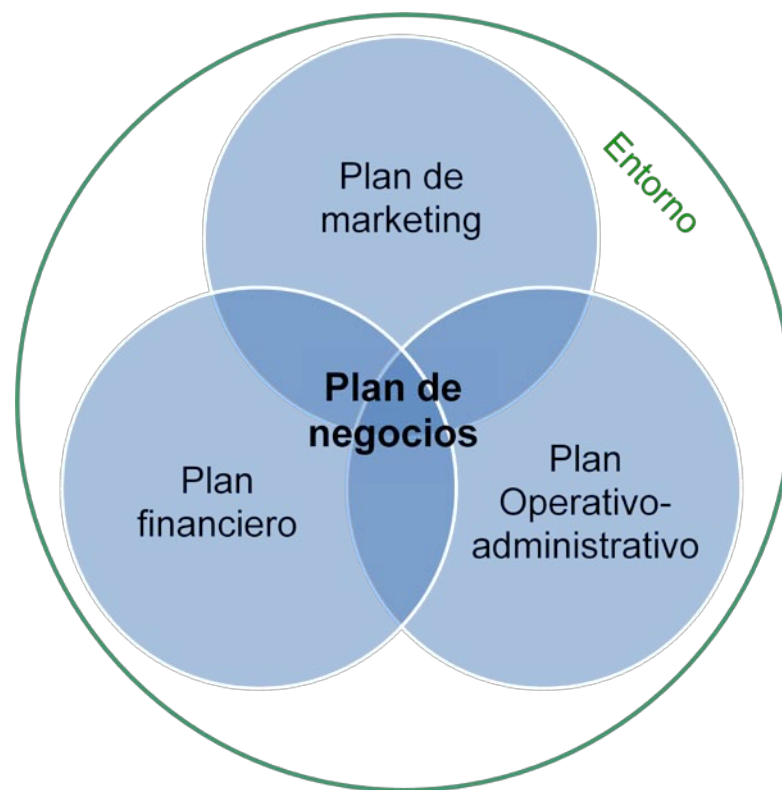 Plan de
marketing
Entorno
Plan de
negocios
Plan
financiero
Plan
Operativo-
administrativo